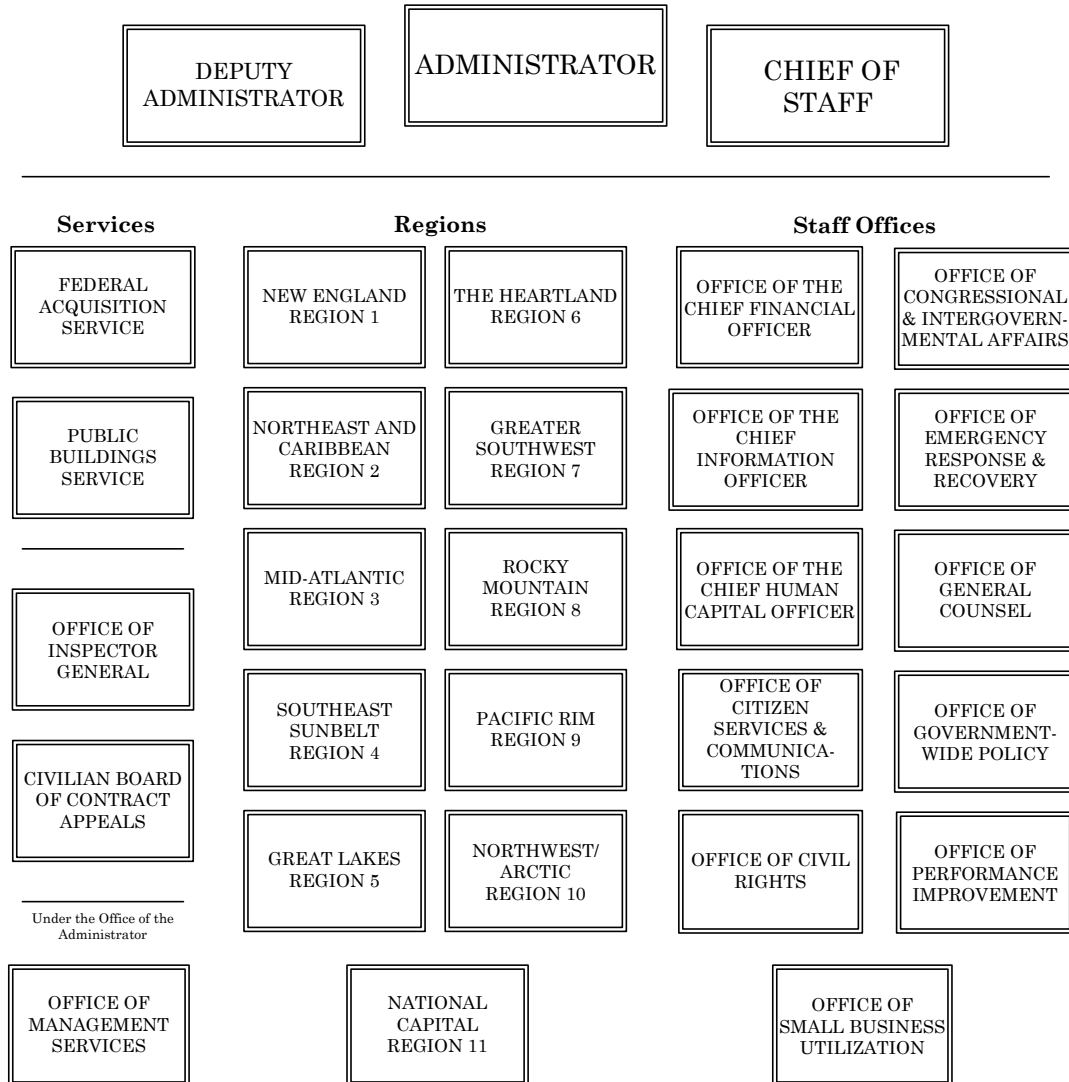 DEPUTY
ADMINISTRATOR
ADMINISTRATOR
CHIEF OF
STAFF
Services
FEDERAL
ACQUISITION
SERVICE
PUBLIC
BUILDINGS
SERVICE
OFFICE OF
INSPECTOR
GENERAL
CIVILIAN BOARD
OF CONTRACT
APPEALS
Under the Office of the
Administrator
OFFICE OF
MANAGEMENT
SERVICES
Regions
NEW ENGLAND
REGION 1
NORTHEAST AND
CARIBBEAN
REGION 2
MID-ATLANTIC
REGION 3
SOUTHEAST
SUNBELT
REGION 4
GREAT LAKES
REGION 5
THE HEARTLAND
REGION 6
GREATER
SOUTHWEST
REGION 7
ROCKY
MOUNTAIN
REGION 8
PACIFIC RIM
REGION 9
NORTHWEST/
ARCTIC
REGION 10
NATIONAL
CAPITAL
REGION 11
Staff Offices
OFFICE OF THE
CHIEF FINANCIAL
OFFICER
OFFICE OF THE
CHIEF
INFORMATION
OFFICER
OFFICE OF THE
CHIEF HUMAN
CAPITAL OFFICER
OFFICE OF
CITIZEN
SERVICES &
COMMUNICA-
TIONS
OFFICE OF CIVIL
RIGHTS
OFFICE OF
CONGRESSIONAL
& INTERGOVERN-
MENTAL AFFAIRS
OFFICE OF
EMERGENCY
RESPONSE &
RECOVERY
OFFICE OF
GENERAL
COUNSEL
OFFICE OF
GOVERNMENT-
WIDE POLICY
OFFICE OF
PERFORMANCE
IMPROVEMENT
OFFICE OF
SMALL BUSINESS
UTILIZATION